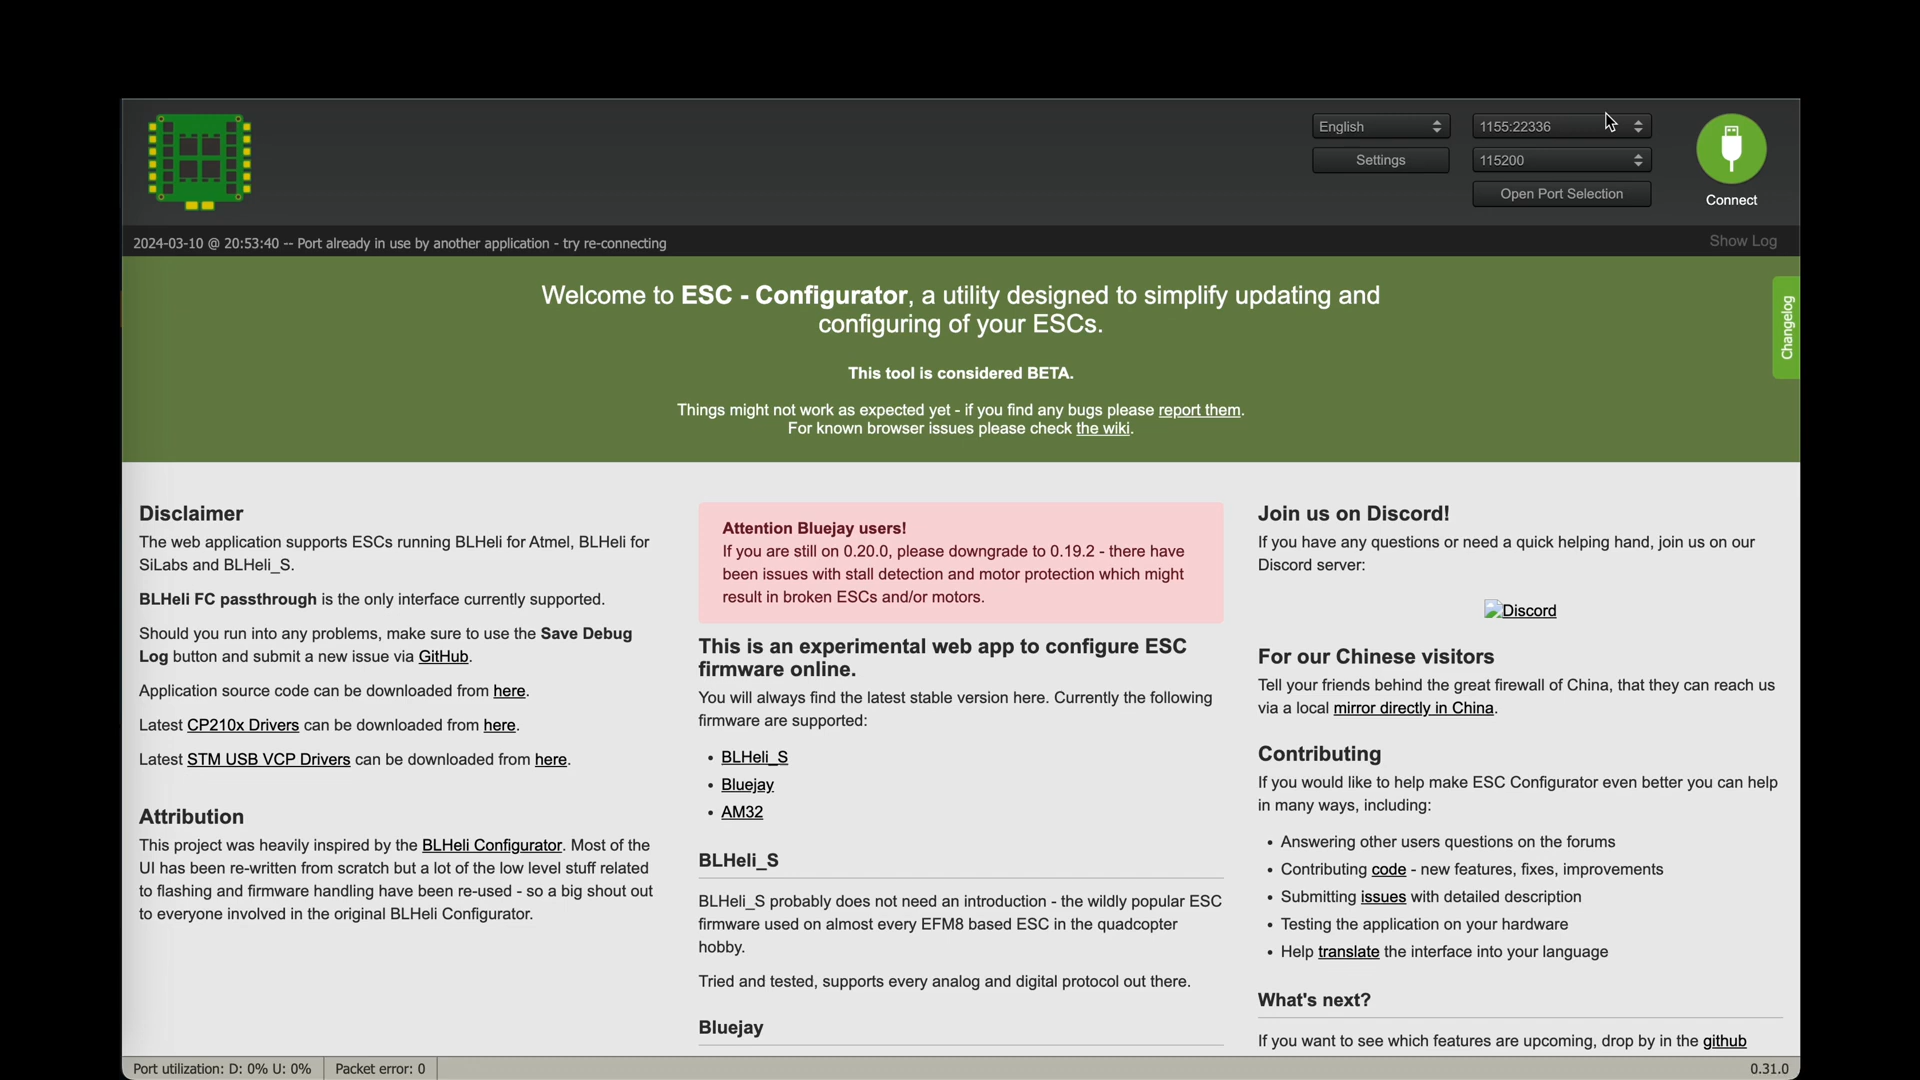 English
1155:22336
Settings
115200
Open Port Selection
Connect
2024-03-10 @ 20:53:40 -- Port already in use by another application - try re-connecting
Show Log
Welcome to ESC - Configurator, a utility designed to simplify updating and
configuring of your ESCs.
This tool is considered BETA.
Things might not work as expected yet - if you find any bugs please report them.
For known browser issues please check the wiki.
Changelog
Disclaimer
The web application supports ESCs running BLHeli for Atmel, BLHeli for
SiLabs and BLHeli_S.
BLHeli FC passthrough is the only interface currently supported.
Should you run into any problems, make sure to use the Save Debug
Log button and submit a new issue via GitHub.
Application source code can be downloaded from here.
Latest CP210x Drivers can be downloaded from here.
Latest STM USB VCP Drivers can be downloaded from here.
Attribution
This project was heavily inspired by the BLHeli Configurator. Most of the
UI has been re-written from scratch but a lot of the low level stuff related
to flashing and firmware handling have been re-used - so a big shout out
to everyone involved in the original BLHeli Configurator.
Attention Bluejay users!
If you are still on 0.20.0, please downgrade to 0.19.2 - there have
been issues with stall detection and motor protection which might
result in broken ESCs and/or motors.
This is an experimental web app to configure ESC
firmware online.
You will always find the latest stable version here. Currently the following
firmware are supported:
• BLHeli_S
• Bluejay
• AM32
BLHeli_S
BLHeli_S probably does not need an introduction - the wildly popular ESC
firmware used on almost every EFM8 based ESC in the quadcopter
hobby.
Tried and tested, supports every analog and digital protocol out there.
Bluejay
Join us on Discord!
If you have any questions or need a quick helping hand, join us on our
Discord server:
Discord
For our Chinese visitors
Tell your friends behind the great firewall of China, that they can reach us
via a local mirror directly in China.
Contributing
If you would like to help make ESC Configurator even better you can help
in many ways, including:
• Answering other users questions on the forums
• Contributing code - new features, fixes, improvements
• Submitting issues with detailed description
• Testing the application on your hardware
• Help translate the interface into your language
What's next?
If you want to see which features are upcoming, drop by in the github
Port utilization: D: 0% U: 0%
Packet error: 0
0.31.0